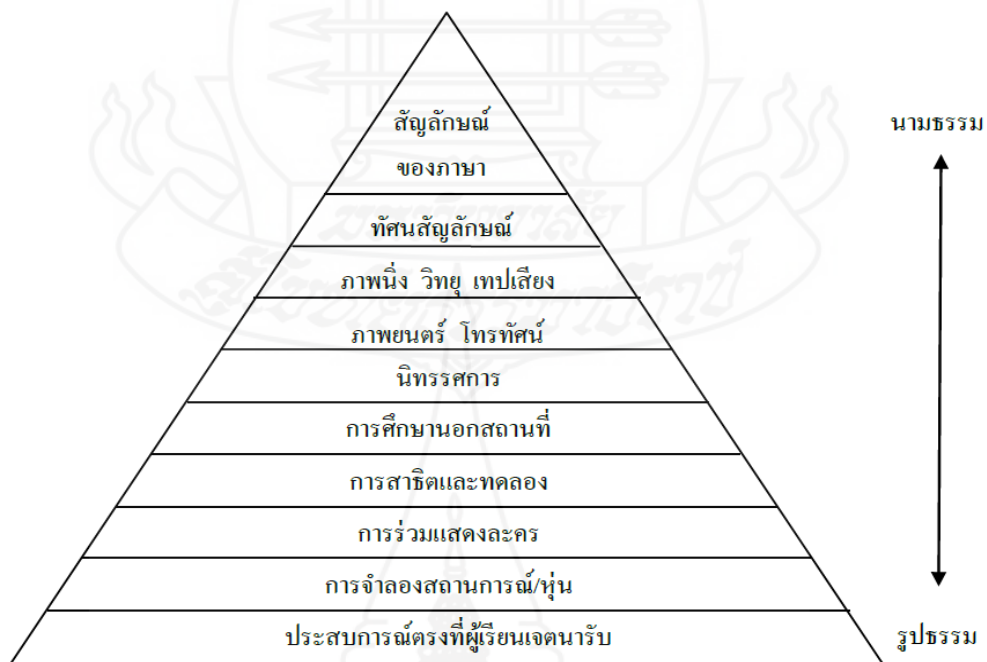 สัญลักษณ์
นามธรรม
ของภาษา
ทัศนสัญลักษณ์
ภาพนิ่ง วิทยุ เทปเสียง
ภาพยนตร์ โทรทัศน์
นิทรรศการ
การศึกษานอกสถานที่
การสาธิตและทดลอง
การร่วมแสดงละคร
การจำลองสถานการณ์/หุ่น
ประสบการณ์ตรงที่ผู้เรียนเจตนารับ
รูปธรรม